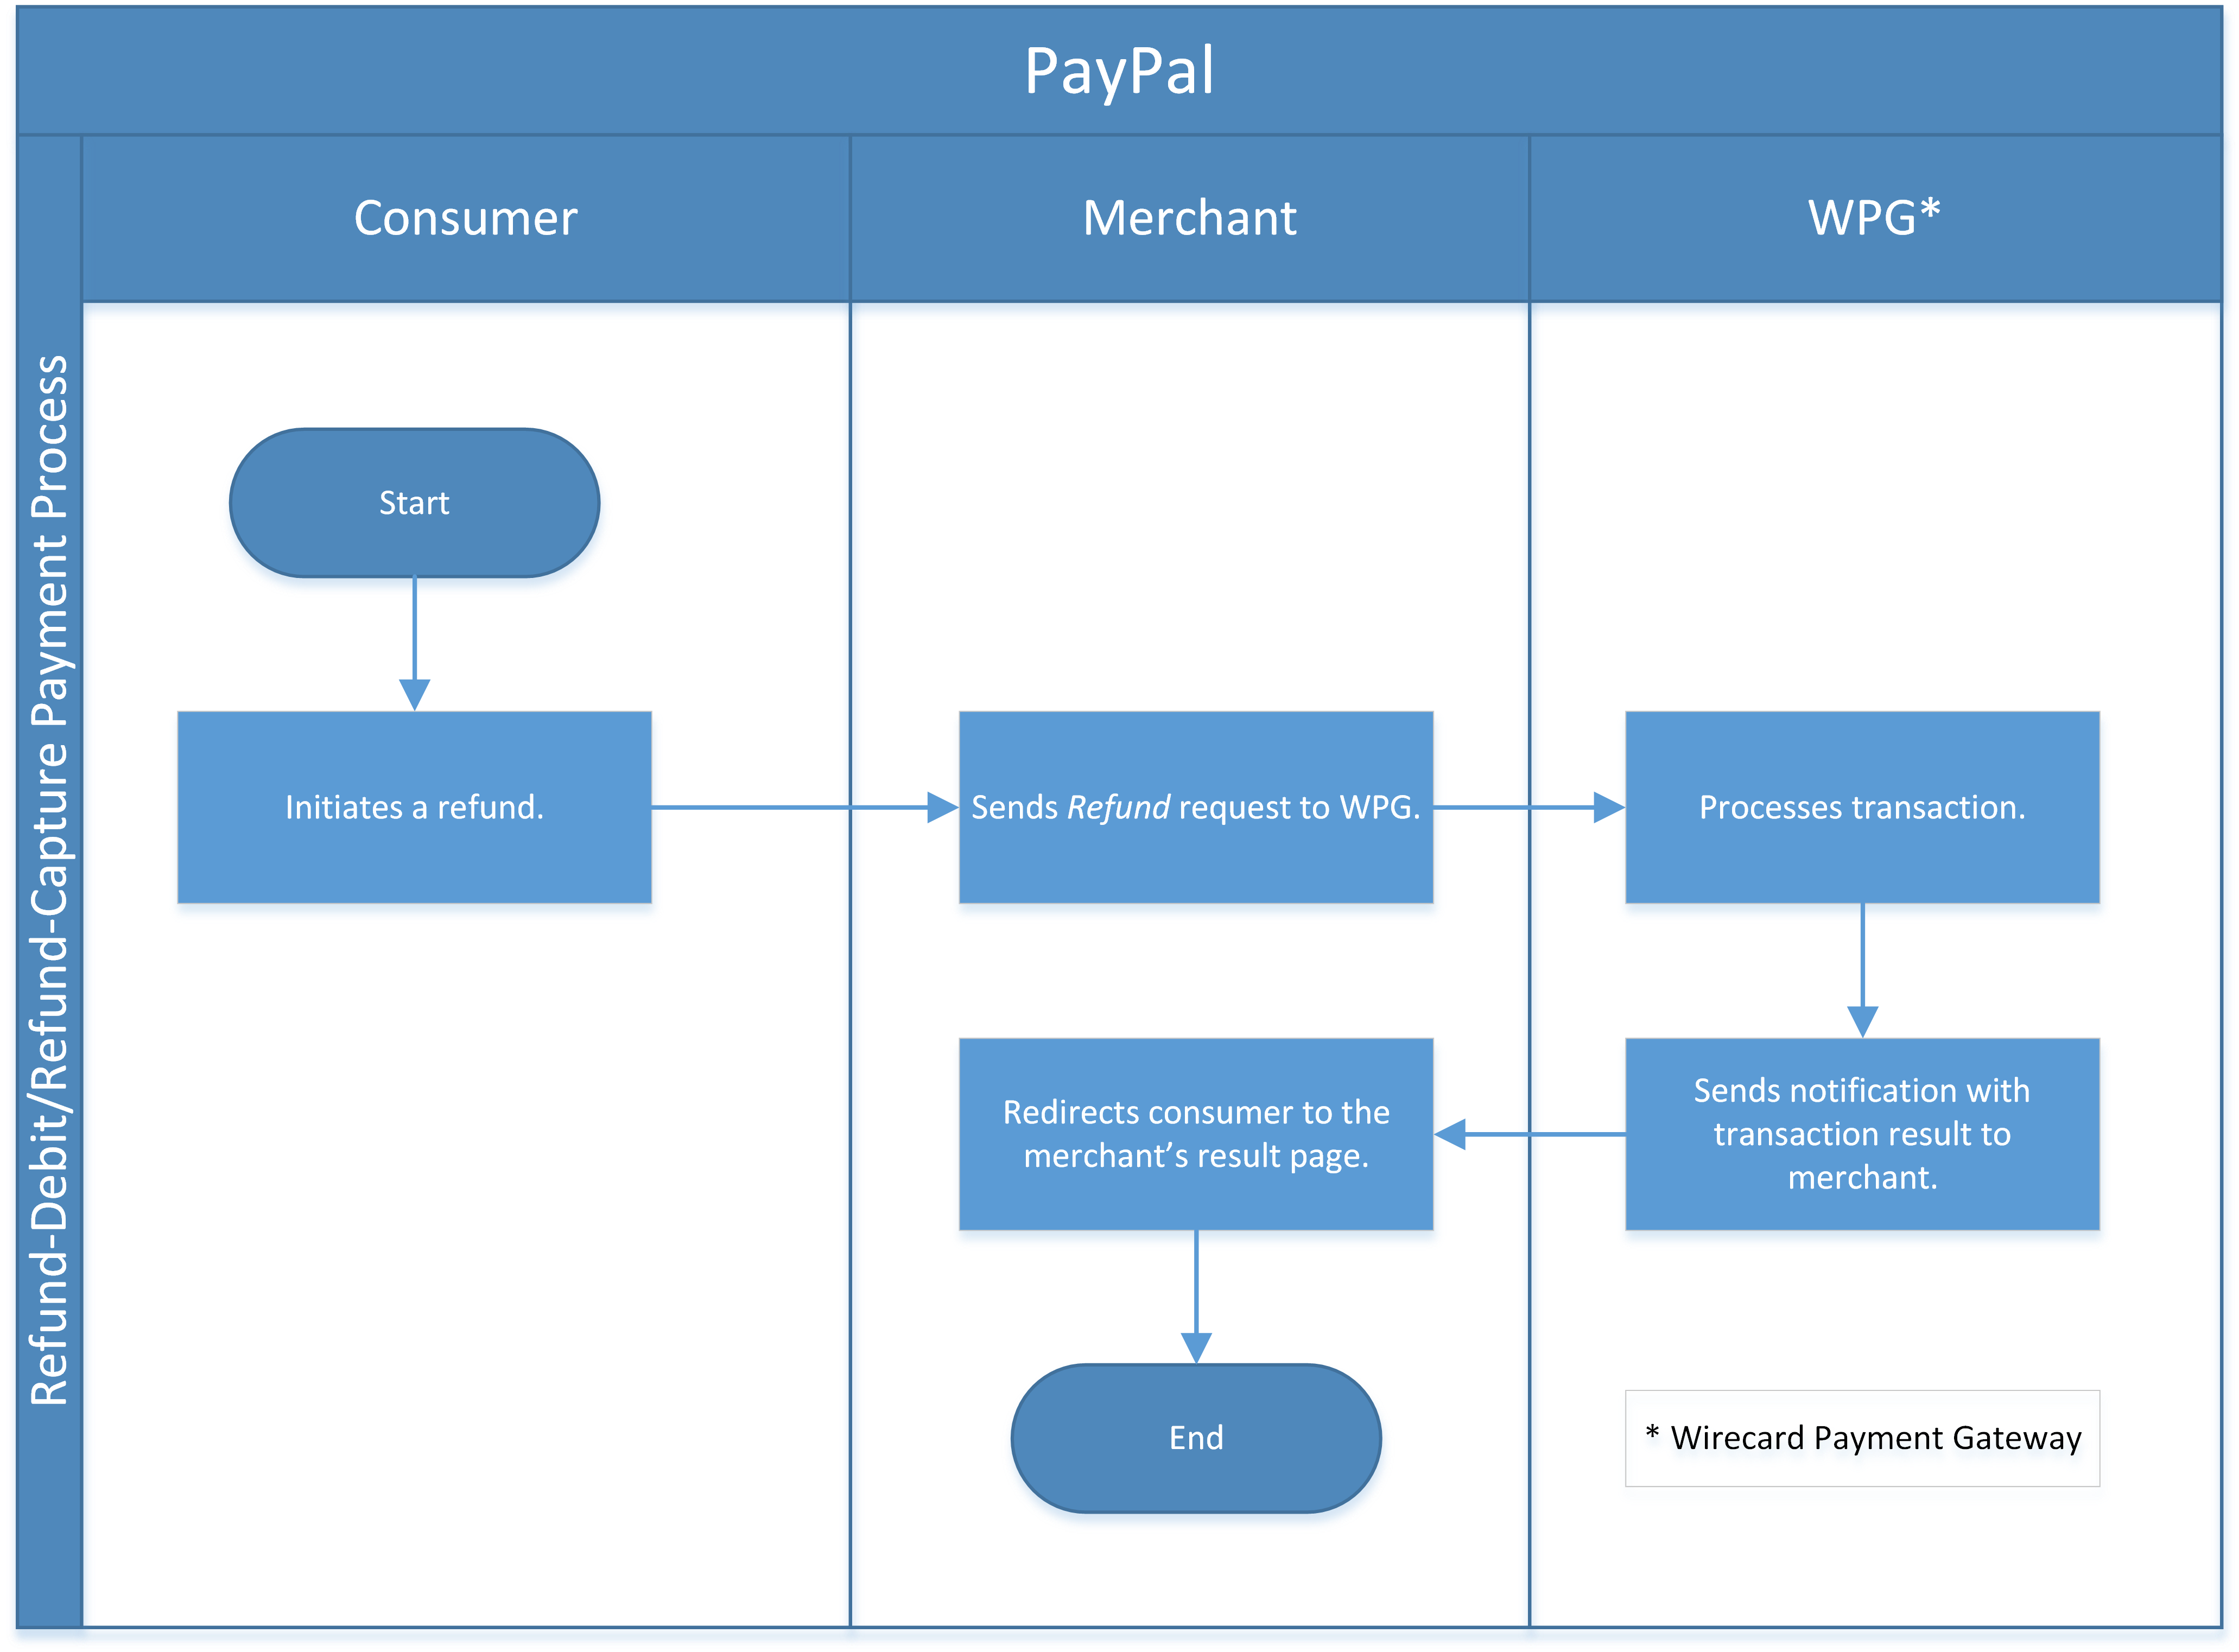 PayPal
Consumer
Merchant
WPG*
Refund-Debit/Refund-Capture Payment Process
Start
Initiates a refund.
Sends Refund request to WPG.
Processes transaction.
Sends notification with
transaction result to
merchant.
Redirects consumer to the
merchant’s result page.
End
* Wirecard Payment Gateway